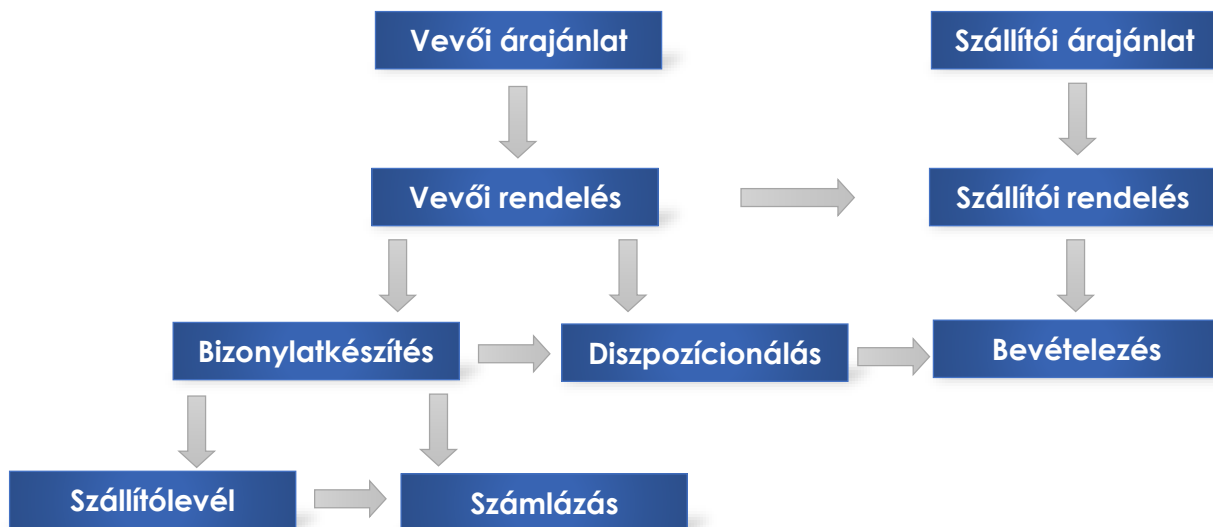 Vevői árajánlat
Szállítói árajánlat
Vevői rendelés
Szállítói rendelés
Bizonylatkészítés
Diszpozícionálás
Bevételezés
Szállítólevél
Számlázás